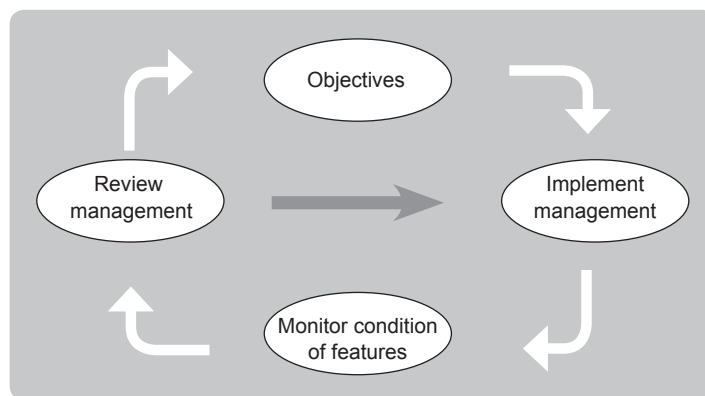 Objectives
Review
management
Implement
management
Monitor condition
of features